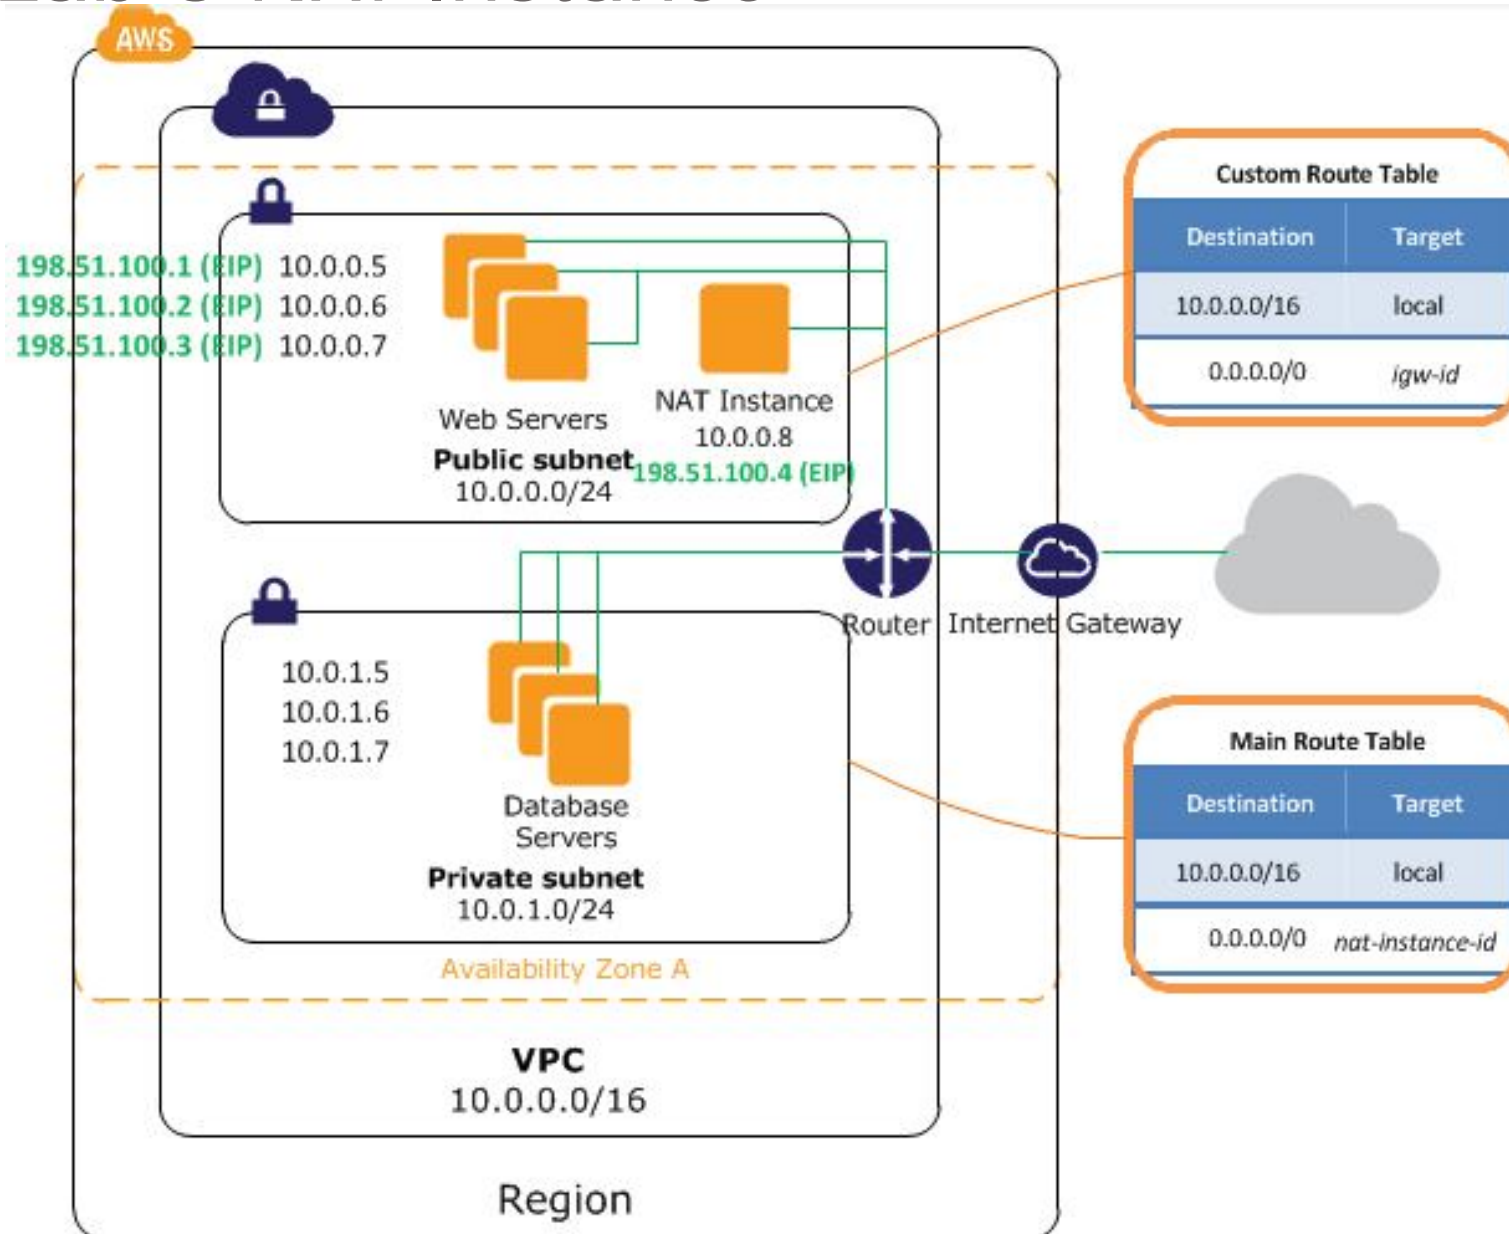 AWS
198.51.100.1 (EIP) 10.0.0.5
198.51.100.2 (EIP) 10.0.0.6
198.51.100.3 (EIP) 10.0.0.7
Web Servers
Public subnet
10.0.0.0/24
NAT Instance
10.0.0.8
198.51.100.4 (EIP)
Custom Route Table
Destination Target
10.0.0.0/16 local
0.0.0.0/0 igw-id
Router
Internet Gateway
10.0.1.5
10.0.1.6
10.0.1.7
Database
Servers
Private subnet
10.0.1.0/24
Main Route Table
Destination Target
10.0.0.0/16 local
0.0.0.0/0 nat-instance-id
Availability Zone A
VPC
10.0.0.0/16
Region